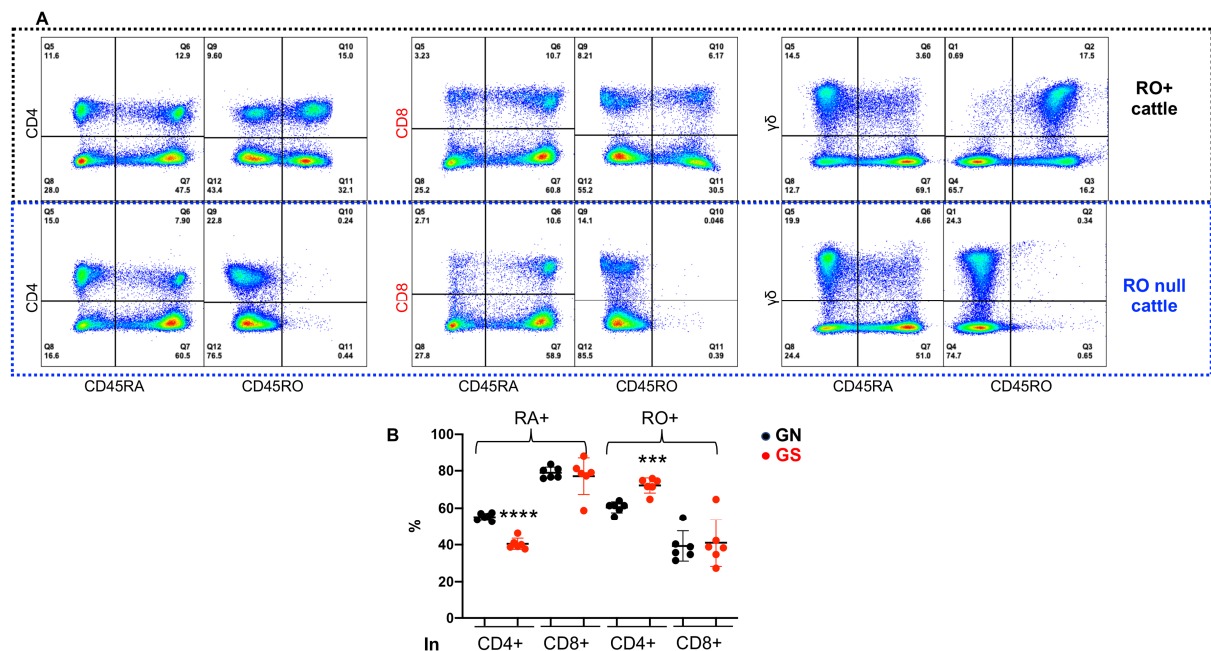 A
Q5 11.6 Q6 12.9 Q9 9.60 Q10 15.0 Q5 3.23 Q6 10.7 Q9 8.21 Q10 6.17 Q5 14.5 Q6 3.60 Q1 0.69 Q2 17.5
CD4 CD8 γδ
RO+
cattle
Q8 28.0 Q7 47.5 Q12 43.4 Q11 32.1 Q8 25.2 Q7 60.8 Q12 55.2 Q11 30.5 Q8 12.7 Q7 69.1 Q4 65.7 Q3 16.2
Q5 15.0 Q6 7.90 Q9 22.8 Q10 0.24 Q5 2.71 Q6 10.6 Q9 14.1 Q10 0.046 Q5 19.9 Q6 4.66 Q1 24.3 Q2 0.34
CD4 CD8 γδ
RO null
cattle
Q8 16.6 Q7 60.5 Q12 76.5 Q11 0.44 Q8 27.8 Q7 58.9 Q12 85.5 Q11 0.39 Q8 24.4 Q7 51.0 Q4 74.7 Q3 0.65
CD45RA CD45RO CD45RA CD45RO CD45RA CD45RO
B
RA+ RO+
GN
GS
100
80
60
40
20
0
%
**** ***
In CD4+ CD8+ CD4+ CD8+